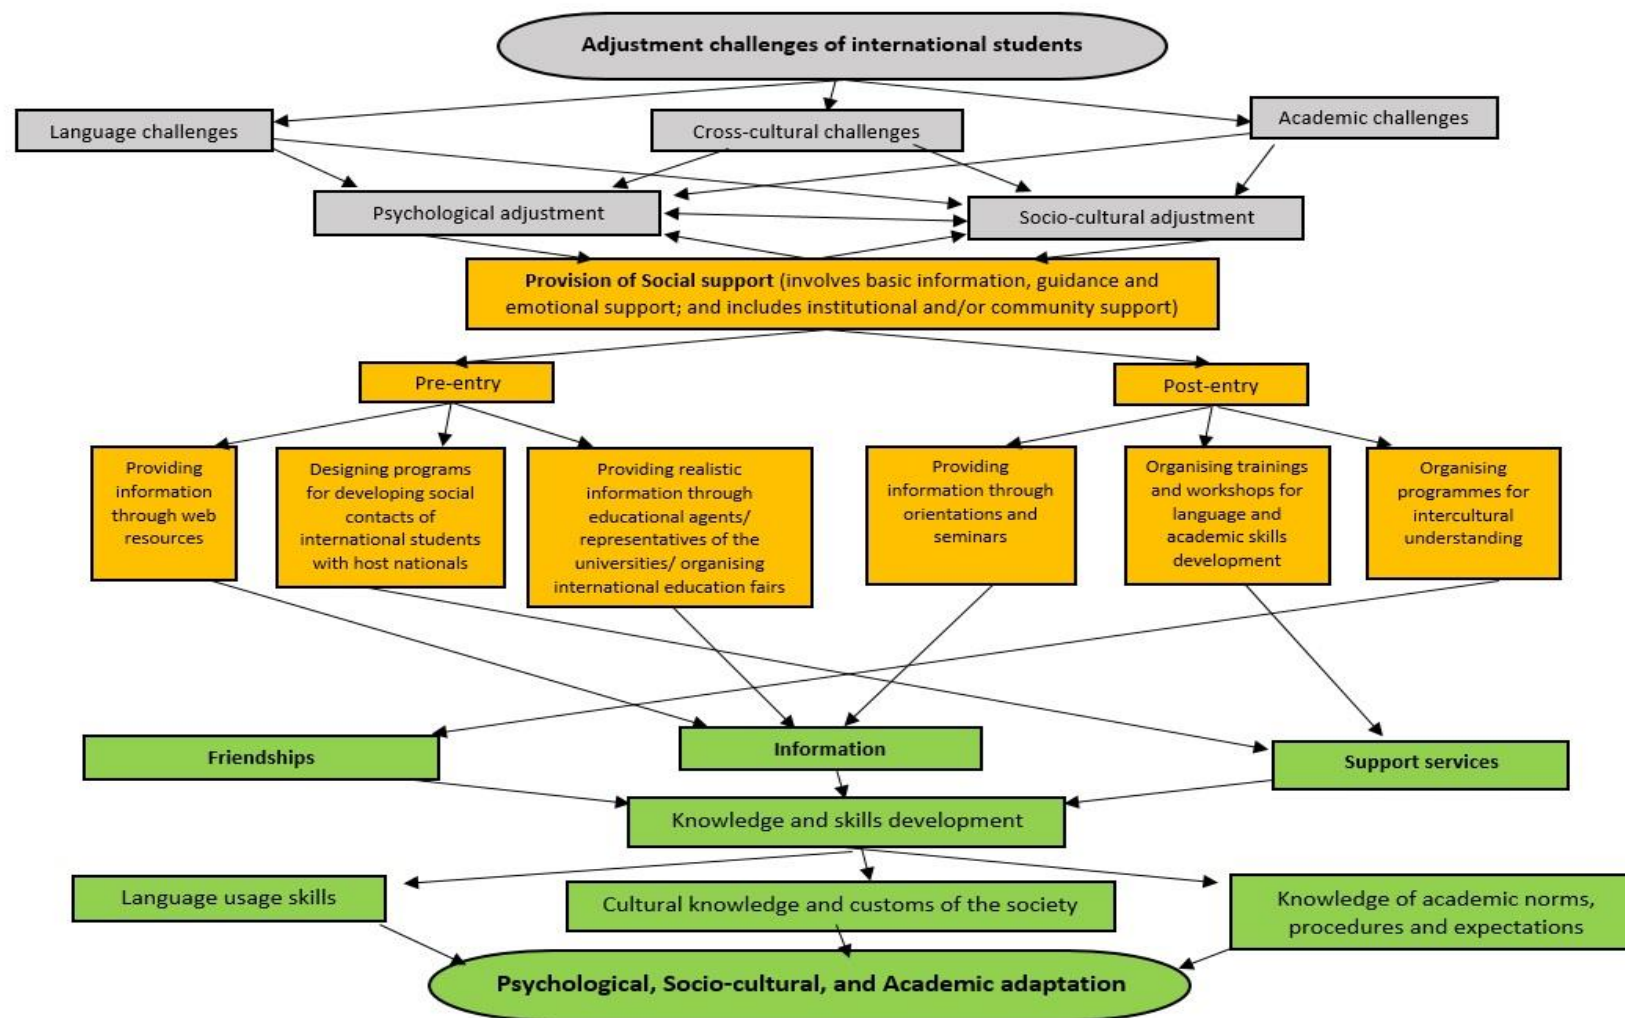 Adjustment challenges of international students
Language challenges
Cross-cultural challenges
Academic challenges
Psychological adjustment
Socio-cultural adjustment
Provision of Social support (involves basic information, guidance and
emotional support; and includes institutional and/or community support)
Pre-entry
Post-entry
Providing
information
through web
resources
Designing programs
for developing social
contacts of
international students
with host nationals
Providing realistic
information through
educational agents/
representatives of the
universities/ organising
international education fairs
Providing
information through
orientations and
seminars
Organising trainings
and workshops for
language and
academic skills
development
Organising
programmes for
intercultural
understanding
Friendships
Information
Support services
Knowledge and skills development
Language usage skills
Cultural knowledge and customs of the society
Knowledge of academic norms,
procedures and expectations
Psychological, Socio-cultural, and Academic adaptation